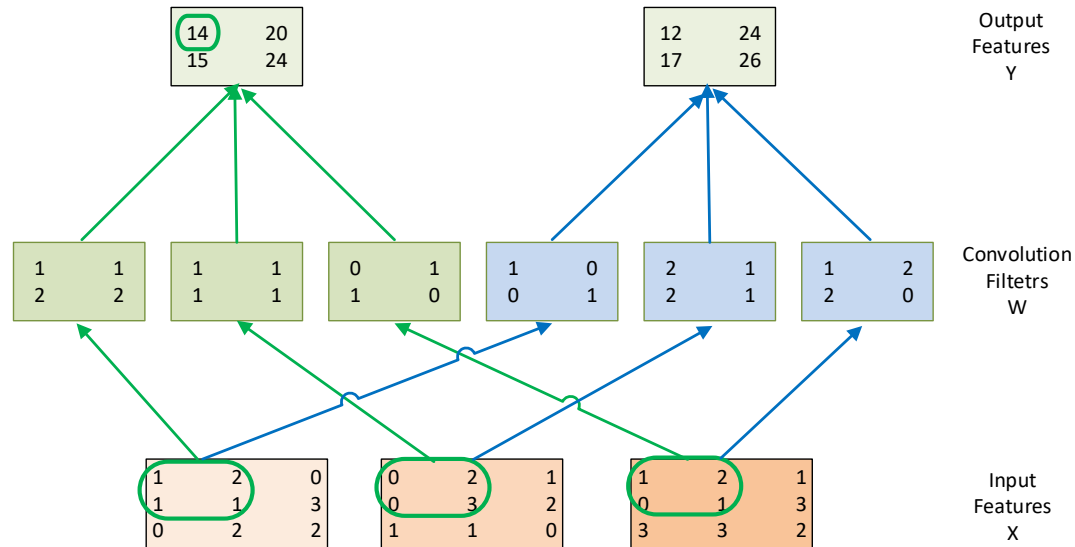 14 20
15 24
12 24
17 26
Output
Features
Y
1 1
2 2
1 1
1 1
0 1
1 0
1 0
0 1
2 1
2 1
1 2
2 0
Convolution
Filtetrs
W
1 2 0
1 1 3
0 2 2
0 2 1
0 3 2
1 1 0
1 2 1
0 1 3
3 3 2
Input
Features
X